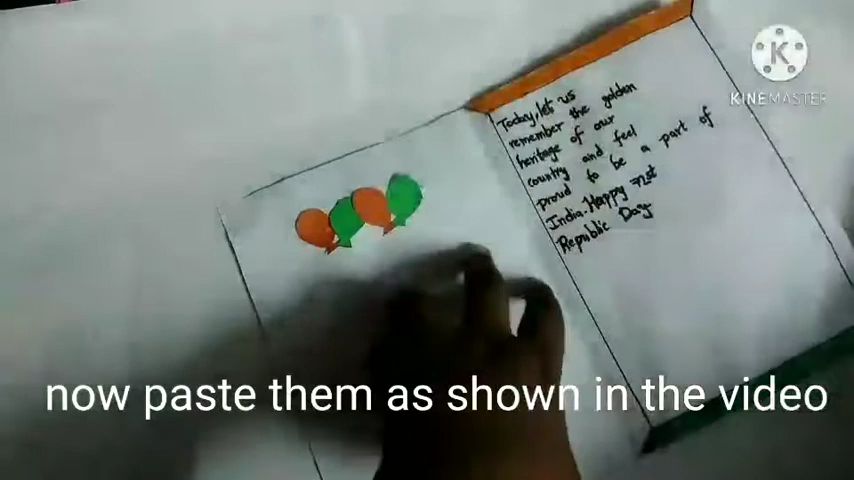 KINEMASTER
Today, let us
remember the golden
heritage of our
country and feel
proud to be a part of
India. Happy 71st
Republic Day
now paste them as shown in the video